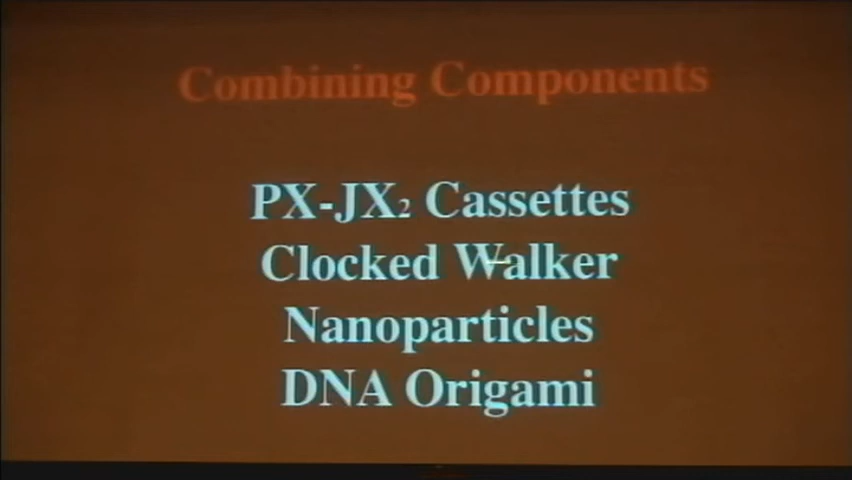 Combining Components
PX-JX₂ Cassettes
Clocked Walker
Nanoparticles
DNA Origami